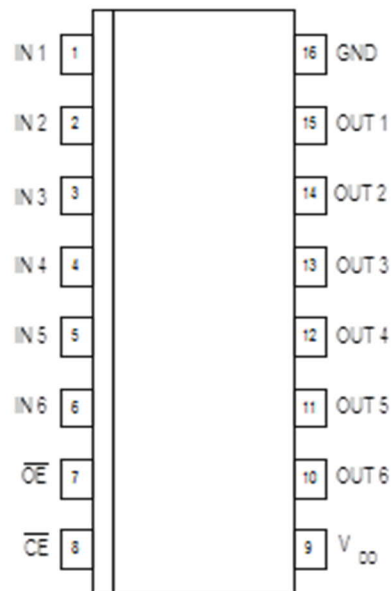 IN 1 1 16 GND
IN 2 2 15 OUT 1
IN 3 3 14 OUT 2
IN 4 4 13 OUT 3
IN 5 5 12 OUT 4
IN 6 6 11 OUT 5
O̅E̅ 7 10 OUT 6
C̅E̅ 8 9 V DD